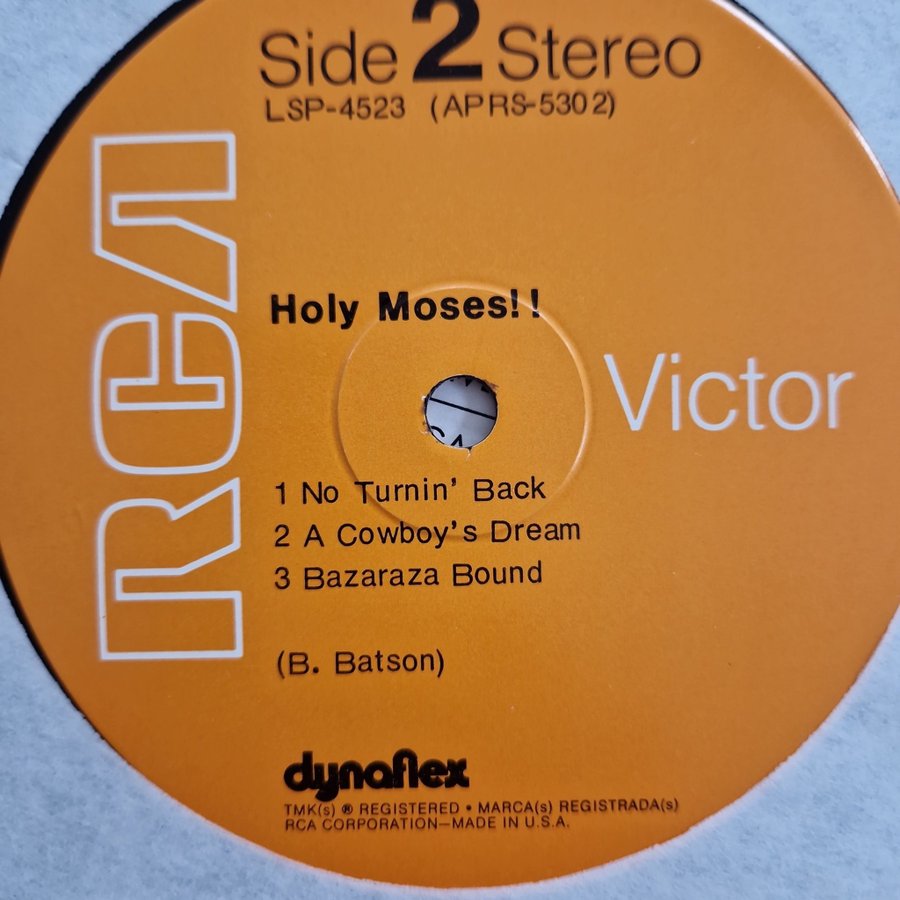 Side 2 Stereo
LSP-4523 (APRS-5302)
RCA
Holy Moses!!
Victor
1 No Turnin' Back
2 A Cowboy's Dream
3 Bazaraza Bound
(B. Batson)
dynaflex
TMK(s) ® REGISTERED • MARCA(s) REGISTRADA(s)
RCA CORPORATION—MADE IN U.S.A.